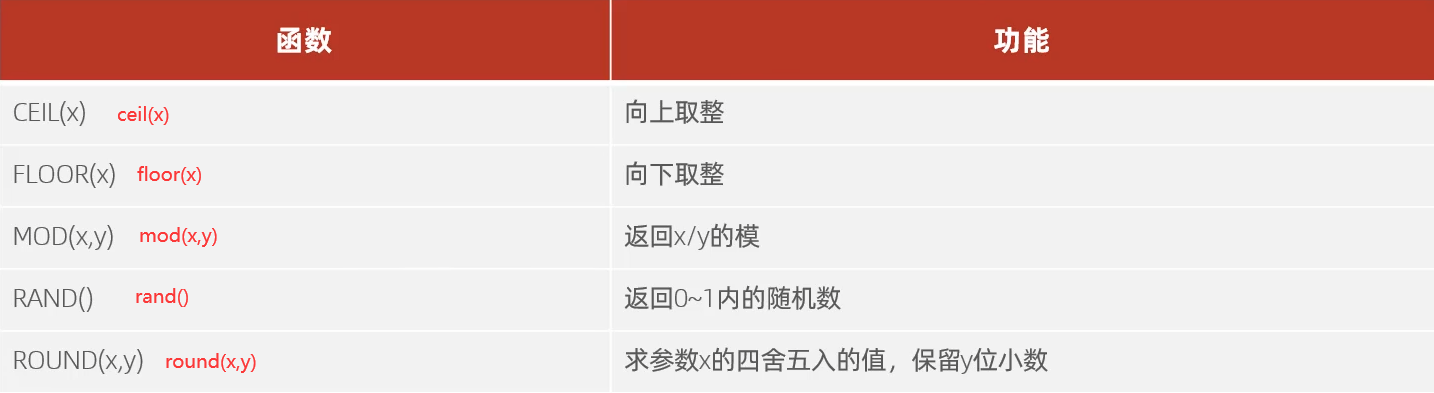 函数 功能
CEIL(x) ceil(x) 向上取整
FLOOR(x) floor(x) 向下取整
MOD(x,y) mod(x,y) 返回x/y的模
RAND() rand() 返回0~1内的随机数
ROUND(x,y) round(x,y) 求参数x的四舍五入的值，保留y位小数